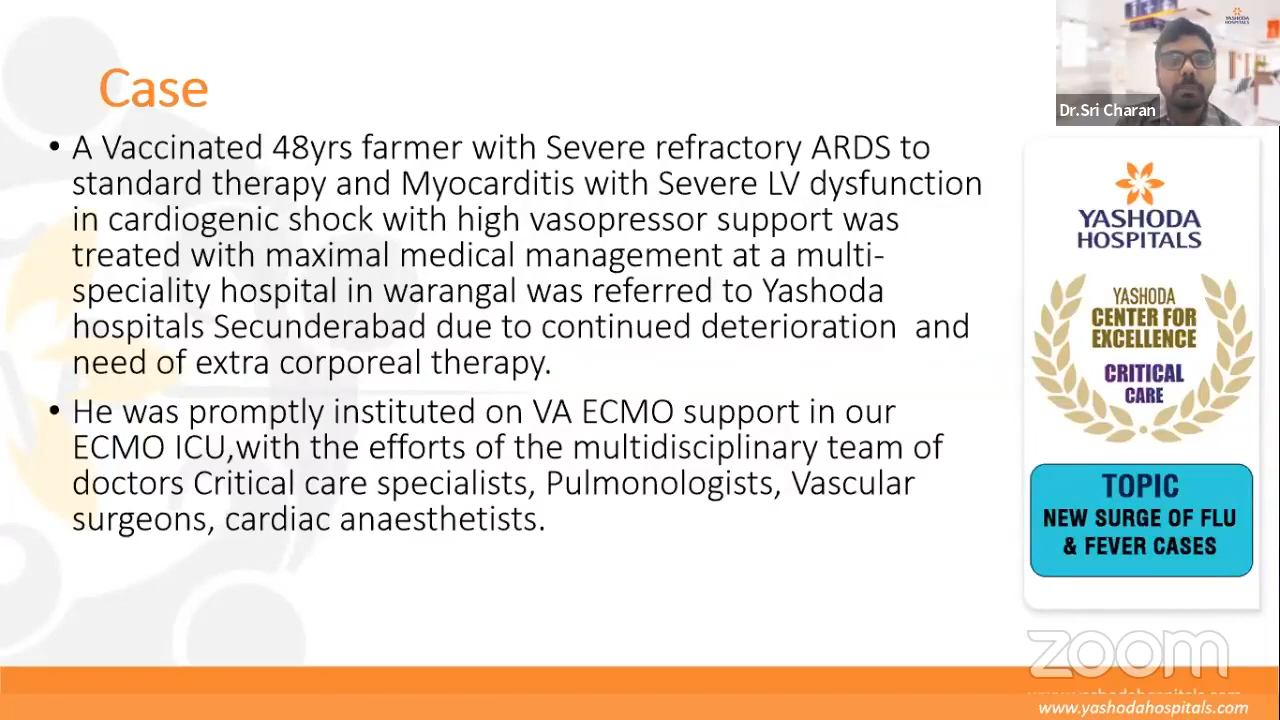 Case
• A Vaccinated 48yrs farmer with Severe refractory ARDS to
standard therapy and Myocarditis with Severe LV dysfunction
in cardiogenic shock with high vasopressor support was
treated with maximal medical management at a multi-
speciality hospital in warangal was referred to Yashoda
hospitals Secunderabad due to continued deterioration and
need of extra corporeal therapy.
• He was promptly instituted on VA ECMO support in our
ECMO ICU,with the efforts of the multidisciplinary team of
doctors Critical care specialists, Pulmonologists, Vascular
surgeons, cardiac anaesthetists.
YASHODA
HOSPITALS
Dr.Sri Charan
YASHODA
HOSPITALS
YASHODA
CENTER FOR
EXCELLENCE
CRITICAL
CARE
TOPIC
NEW SURGE OF FLU
& FEVER CASES
zoom
www.yashodahospitals.com
www.yashodahospitals.com